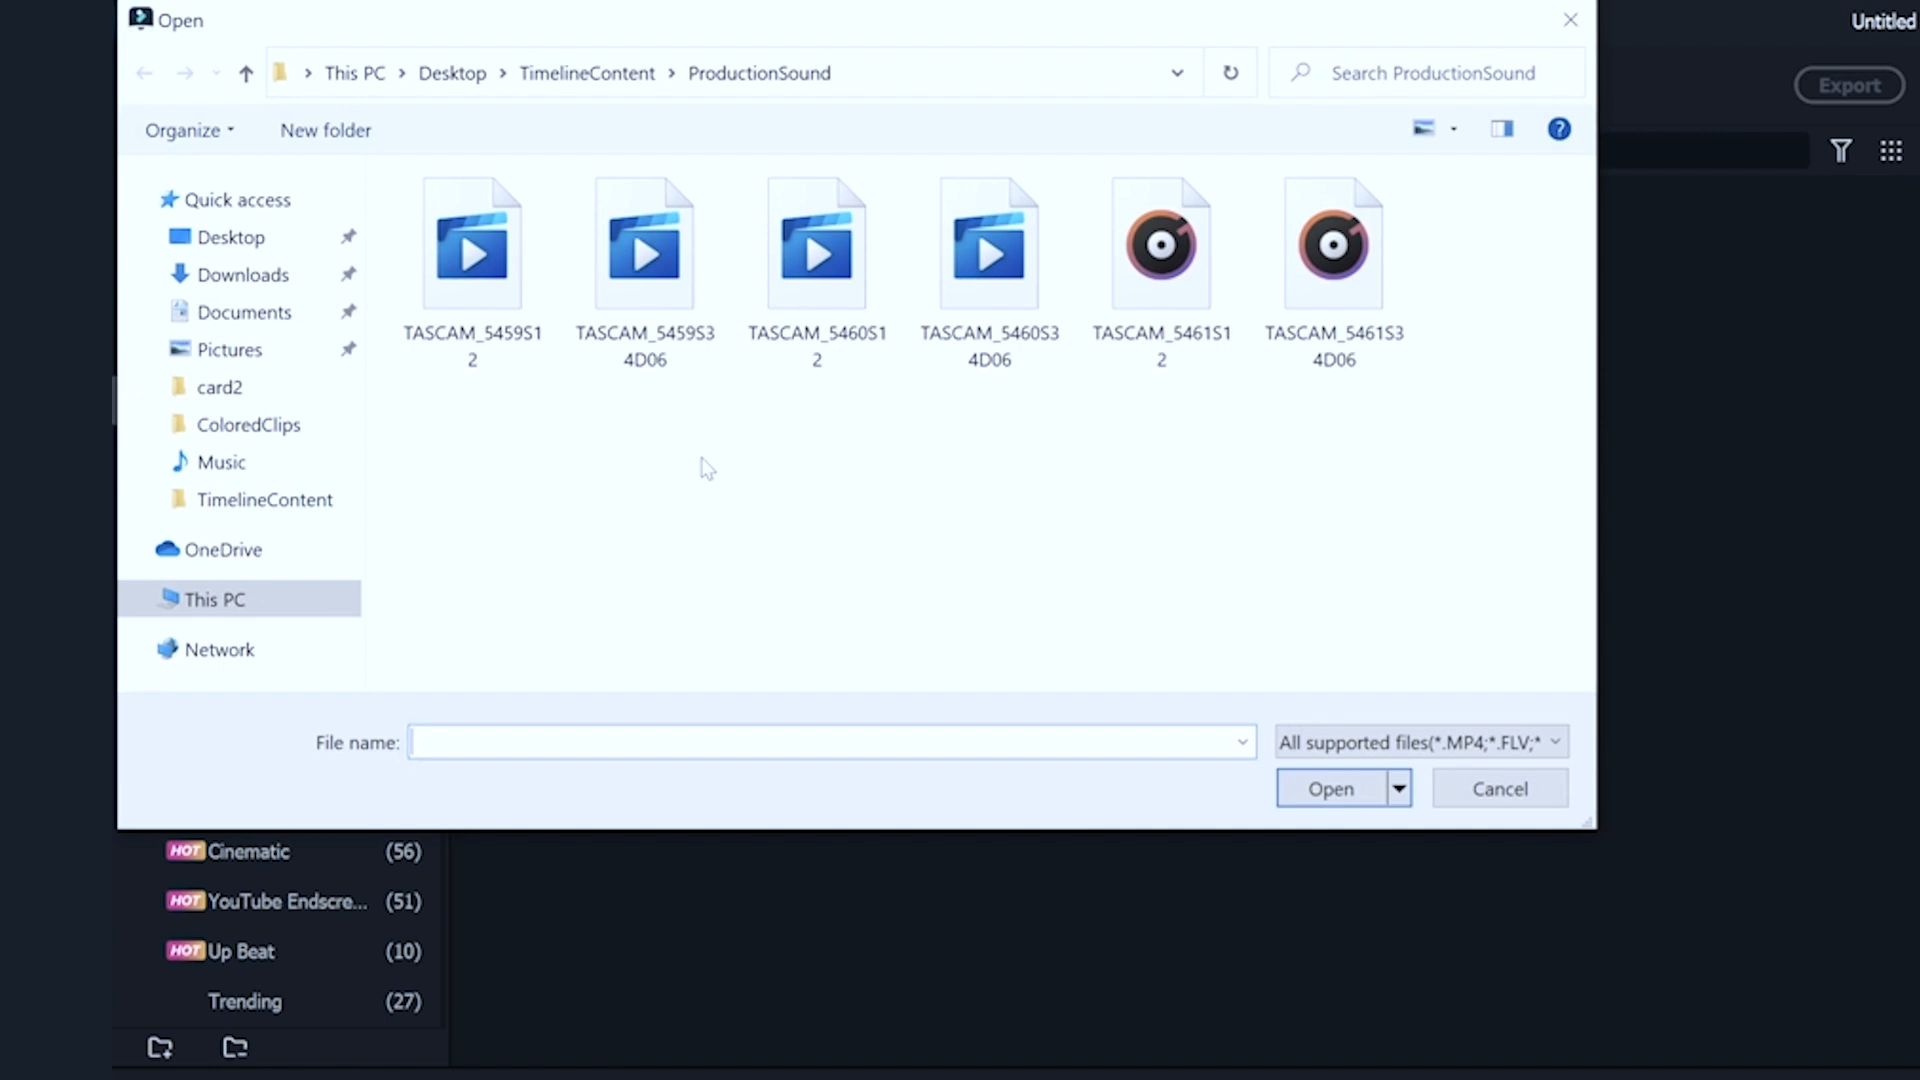 Open
Untitled
This PC > Desktop > TimelineContent > ProductionSound
Search ProductionSound
Export
Organize
New folder
?
Quick access
Desktop
Downloads
Documents
Pictures
card2
ColoredClips
Music
TimelineContent
OneDrive
This PC
Network
TASCAM_5459S1
2
TASCAM_5459S3
4D06
TASCAM_5460S1
2
TASCAM_5460S3
4D06
TASCAM_5461S1
2
TASCAM_5461S3
4D06
File name:
All supported files(*.MP4;*.FLV;*
Open
Cancel
HOT Cinematic (56)
HOT YouTube Endscre... (51)
HOT Up Beat (10)
Trending (27)